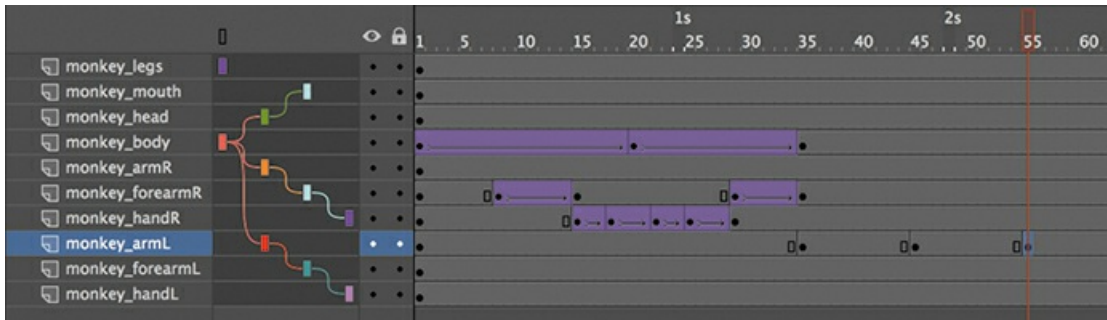 1s 2s
1 5 10 15 20 25 30 35 40 45 50 55 60
monkey_legs
monkey_mouth
monkey_head
monkey_body
monkey_armR
monkey_forearmR
monkey_handR
monkey_armL
monkey_forearmL
monkey_handL